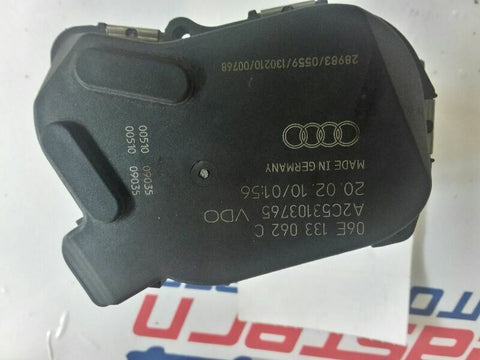 06E 133 062 C
A2C53103765 VDO
20. 02. 10/01:56
MADE IN GERMANY
28983/0559/130210/00768
00510 09035
00510 09035